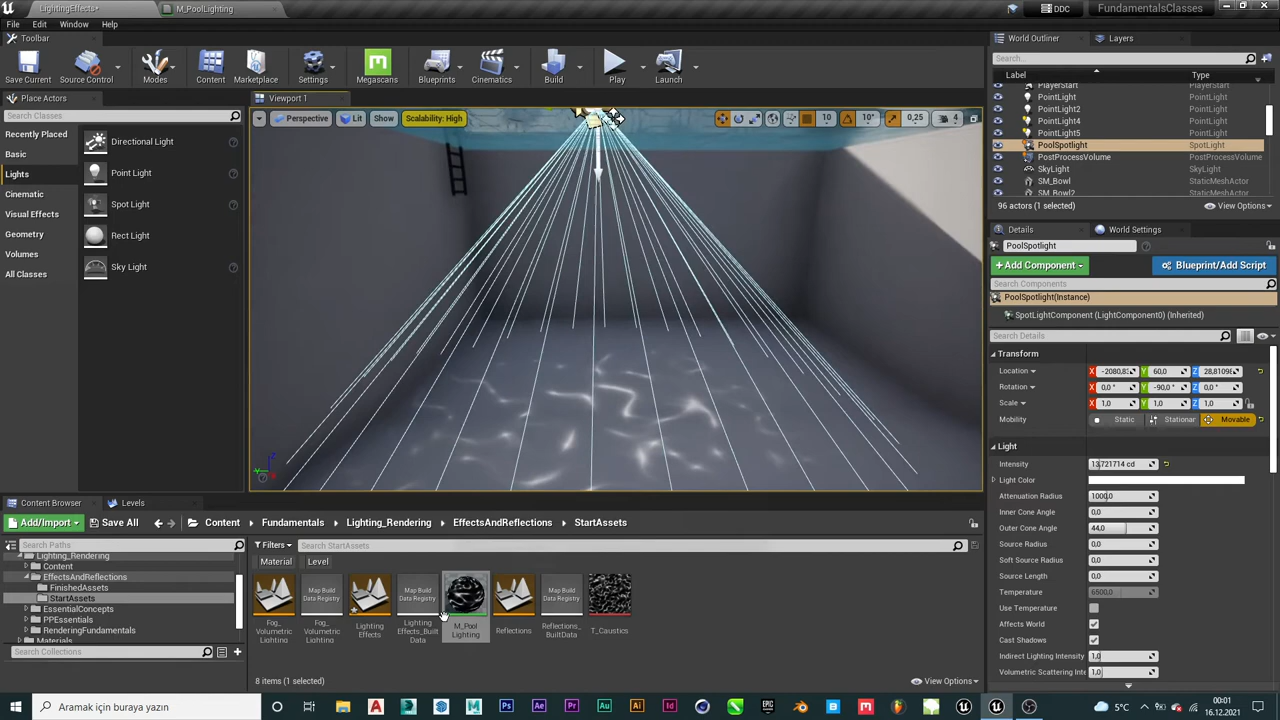 LightingEffects*
M_PoolLighting
DDC
FundamentalsClasses
File
Edit
Window
Help
Toolbar
Save Current
Source Control
Modes
Content
Marketplace
Settings
Megascans
Blueprints
Cinematics
Build
Play
Launch
Place Actors
Search Classes
Recently Placed
Basic
Lights
Cinematic
Visual Effects
Geometry
Volumes
All Classes
Directional Light
Point Light
Spot Light
Rect Light
Sky Light
Viewport 1
Perspective
Lit
Show
Scalability: High
10
10°
0,25
4
World Outliner
Layers
Search...
Label
Type
PlayerStart
PlayerStart
PointLight
PointLight
PointLight2
PointLight
PointLight4
PointLight
PointLight5
PointLight
PoolSpotlight
SpotLight
PostProcessVolume
PostProcessVolume
SkyLight
SkyLight
SM_Bowl
StaticMeshActor
SM_Bowl2
StaticMeshActor
96 actors (1 selected)
View Options
Details
World Settings
PoolSpotlight
+Add Component
Blueprint/Add Script
Search Components
PoolSpotlight(Instance)
SpotLightComponent (LightComponent0) (Inherited)
Search Details
Transform
Location
X -2080,8
Y 60,0
Z 28,8109
Rotation
X 0,0 °
Y -90,0 °
Z 0,0 °
Scale
X 1,0
Y 1,0
Z 1,0
Mobility
Static
Stationar
Movable
Light
Intensity
13,721714 cd
Light Color
Attenuation Radius
1000,0
Inner Cone Angle
0,0
Outer Cone Angle
44,0
Source Radius
0,0
Soft Source Radius
0,0
Source Length
0,0
Temperature
6500,0
Use Temperature
Affects World
Cast Shadows
Indirect Lighting Intensity
1,0
Volumetric Scattering Inte
1,0
Content Browser
Levels
Add/Import
Save All
Content
Fundamentals
Lighting_Rendering
EffectsAndReflections
StartAssets
Search Paths
Lighting_Rendering
Content
EffectsAndReflections
FinishedAssets
StartAssets
EssentialConcepts
PPEssentials
RenderingFundamentals
Materials
Search Collections
Filters
Search StartAssets
Material
Level
Map Build
Data Registry
Map Build
Data Registry
Map Build
Data Registry
Fog_
Volumetric
Lighting
Fog_
Volumetric
Lighting
Lighting
Effects
Lighting
Effects_Built
Data
M_Pool
Lighting
Reflections
Reflections_
BuiltData
T_Caustics
8 items (1 selected)
View Options
Aramak için buraya yazın
5°C
00:01
16.12.2021